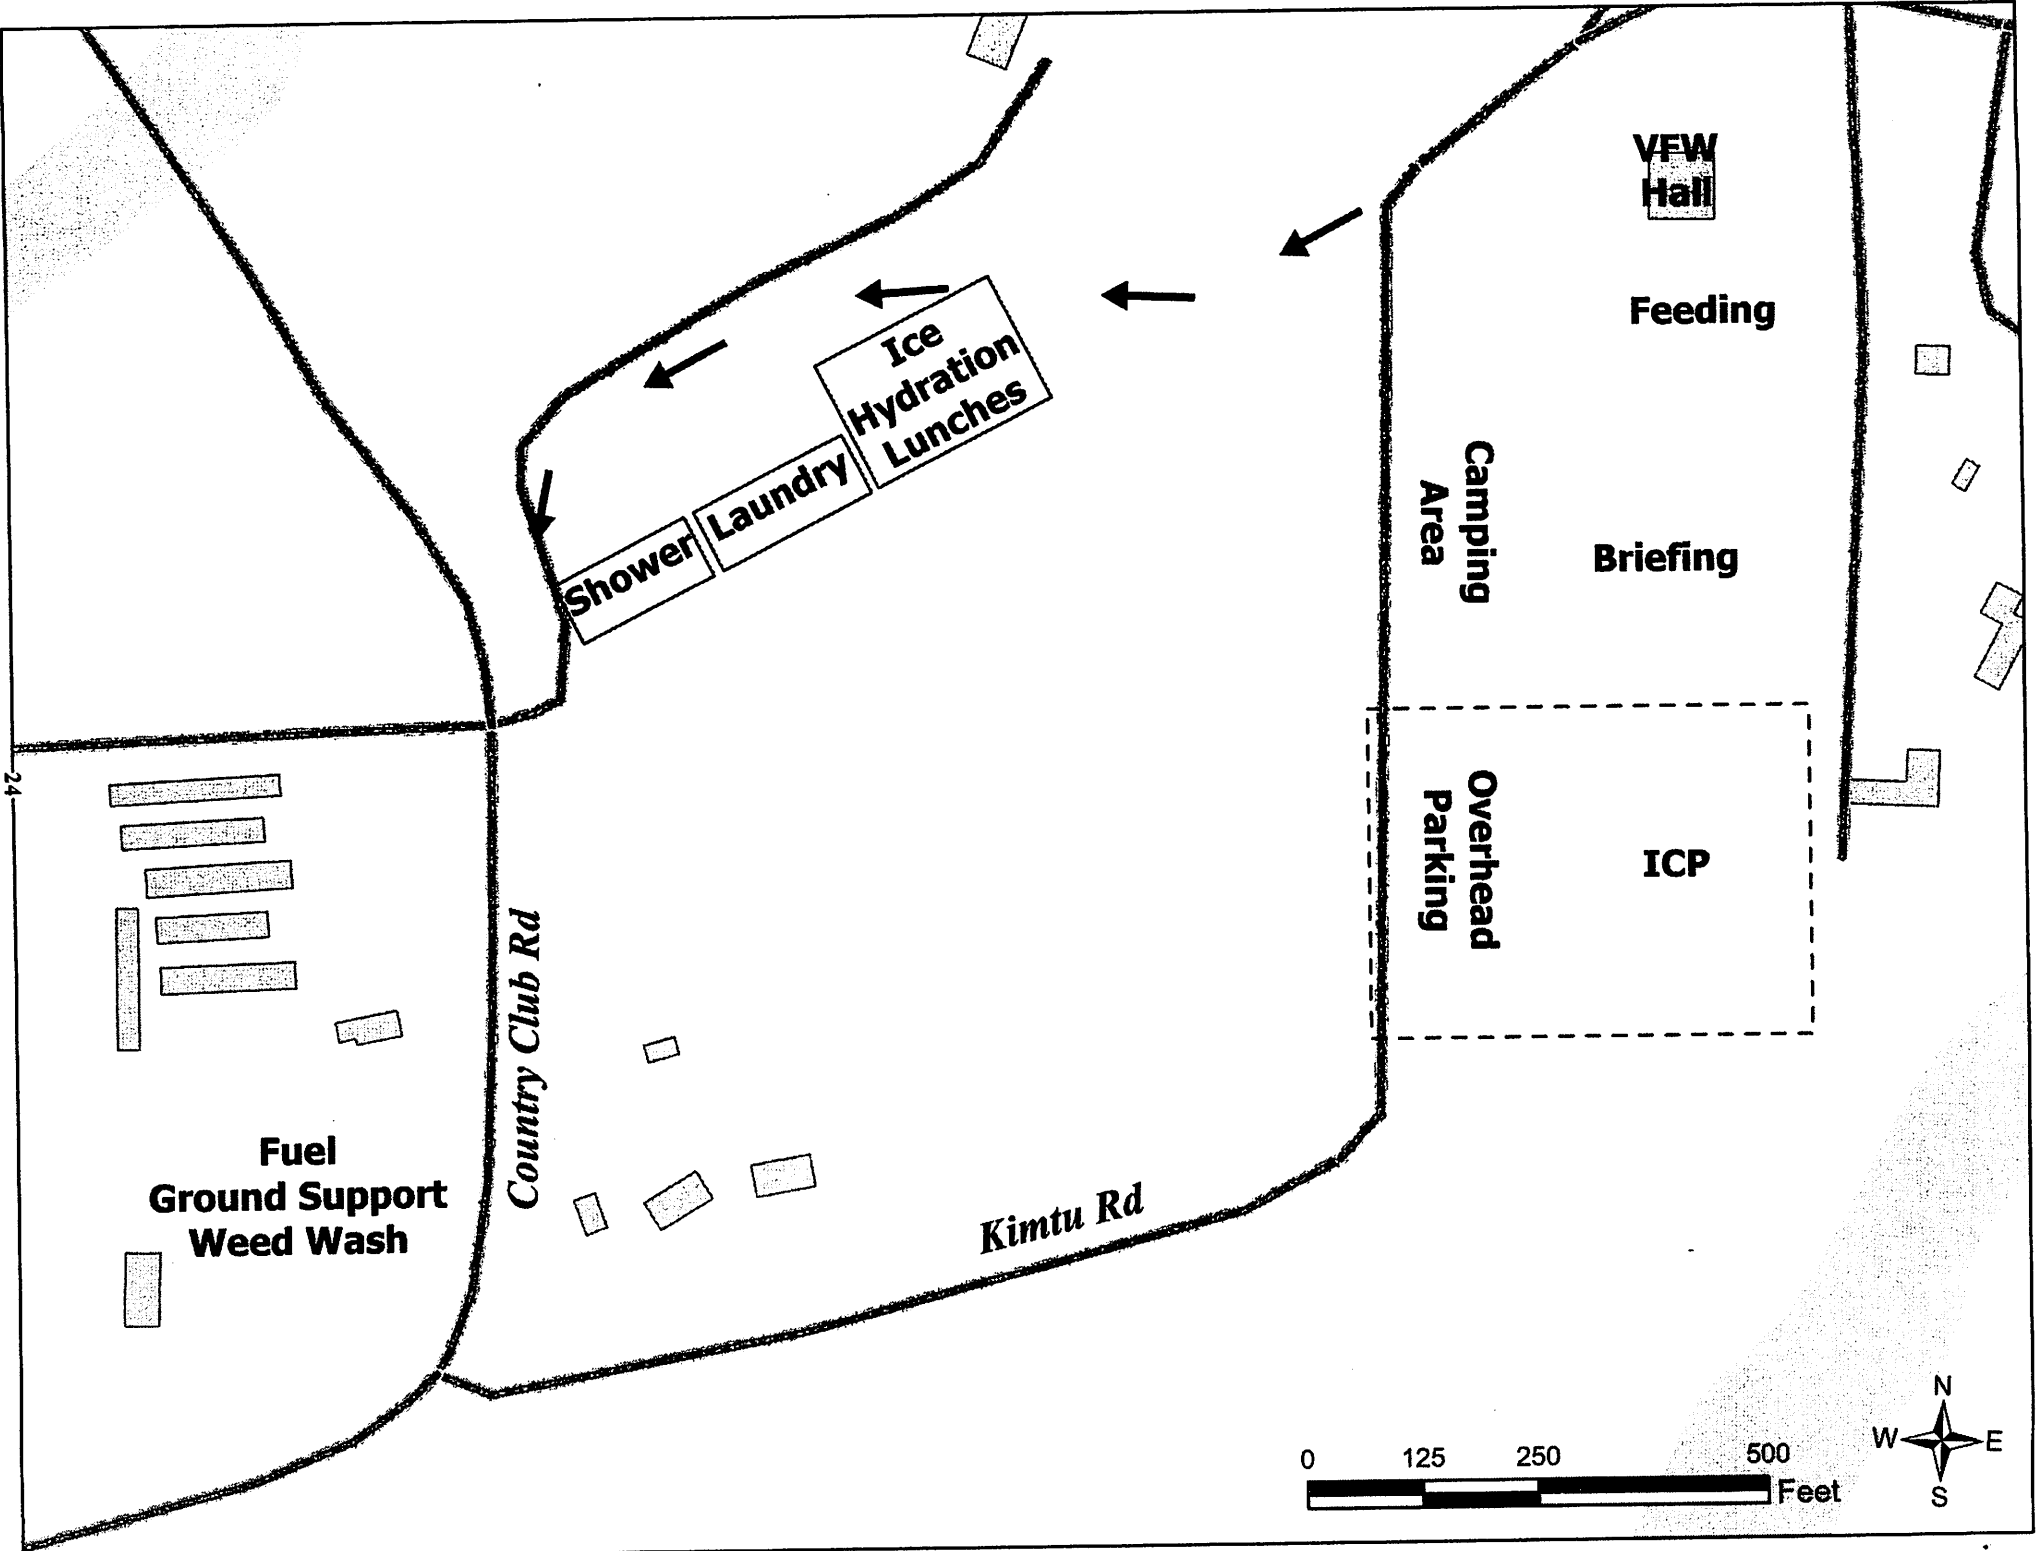 VFW
Hall
Feeding
Ice
Hydration
Lunches
Laundry
Shower
Camping
Area
Briefing
Overhead
Parking
ICP
24
Country Club Rd
Fuel
Ground Support
Weed Wash
Kimtu Rd
N
W E
S
0 125 250 500
Feet